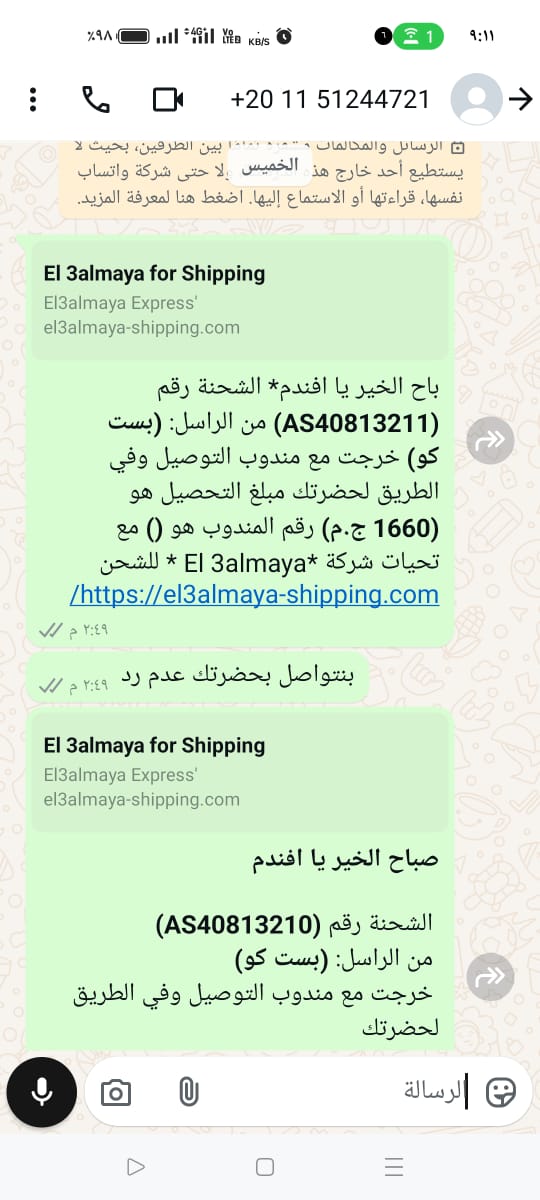 ٩:١١
1
KB/S
Vo LTE2
4G
٪٩٨
+20 11 51244721
الرسائل والمكالمات بين الطرفين، بحيث لا
يستطيع أحد خارج هذه ولا حتى شركة واتساب
نفسها، قراءتها أو الاستماع إليها. اضغط هنا لمعرفة المزيد.
الخميس
El 3almaya for Shipping
El3almaya Express'
el3almaya-shipping.com
باح الخير يا افندم* الشحنة رقم
(AS40813211) من الراسل: (بست
كو) خرجت مع مندوب التوصيل وفي
الطريق لحضرتك مبلغ التحصيل هو
(1660 ج.م) رقم المندوب هو () مع
تحيات شركة *El 3almaya * للشحن
https://el3almaya-shipping.com/
٢:٤٩ م
بنتواصل بحضرتك عدم رد
٢:٤٩ م
El 3almaya for Shipping
El3almaya Express'
el3almaya-shipping.com
صباح الخير يا افندم
الشحنة رقم (AS40813210)
من الراسل: (بست كو)
خرجت مع مندوب التوصيل وفي الطريق
لحضرتك
الرسالة